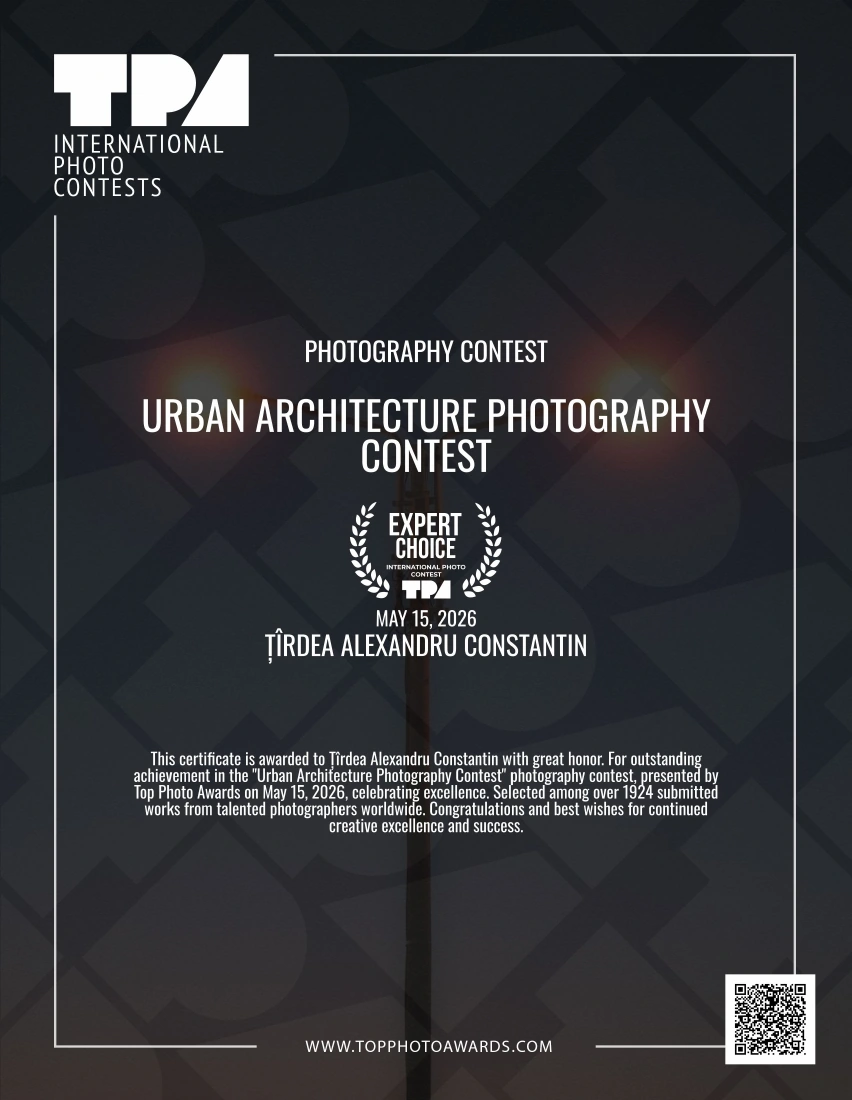 TPA
INTERNATIONAL
PHOTO
CONTESTS
PHOTOGRAPHY CONTEST
URBAN ARCHITECTURE PHOTOGRAPHY
CONTEST
EXPERT
CHOICE
INTERNATIONAL PHOTO
CONTEST
TPA
MAY 15, 2026
ȚÎRDEA ALEXANDRU CONSTANTIN
This certificate is awarded to Țîrdea Alexandru Constantin with great honor. For outstanding
achievement in the "Urban Architecture Photography Contest" photography contest, presented by
Top Photo Awards on May 15, 2026, celebrating excellence. Selected among over 1924 submitted
works from talented photographers worldwide. Congratulations and best wishes for continued
creative excellence and success.
WWW.TOPPHOTOAWARDS.COM